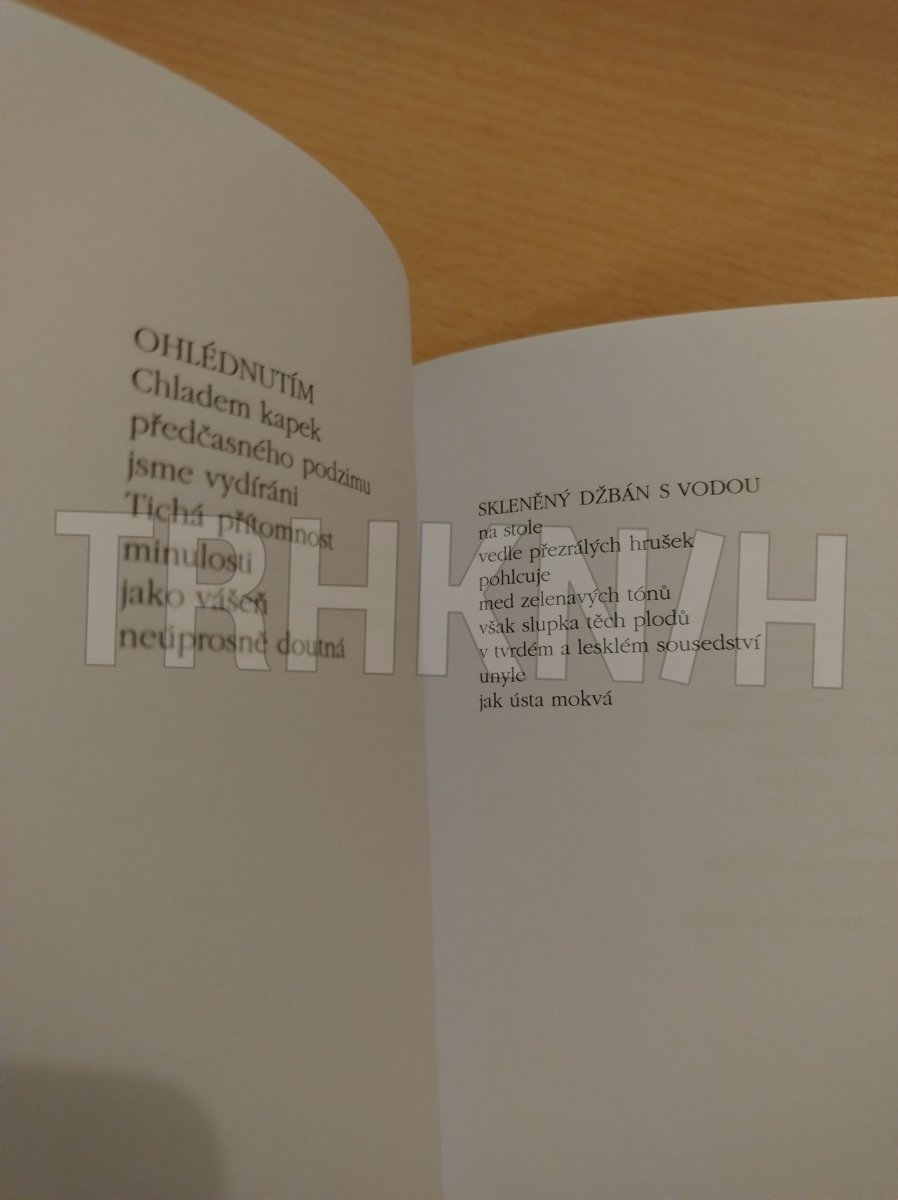 OHLÉDNUTÍM
Chladem kapek
předčasného podzimu
jsme vydíráni
Tichá přítomnost
minulosti
jako vášeň
neúprosně doutná
SKLENĚNÝ DŽBÁN S VODOU
na stole
vedle přezrálých hrušek
pohlcuje
med zelenavých tónů
však slupka těch plodů
v tvrdém a lesklém sousedství
unyle
jak ústa mokvá
TRHKN/H